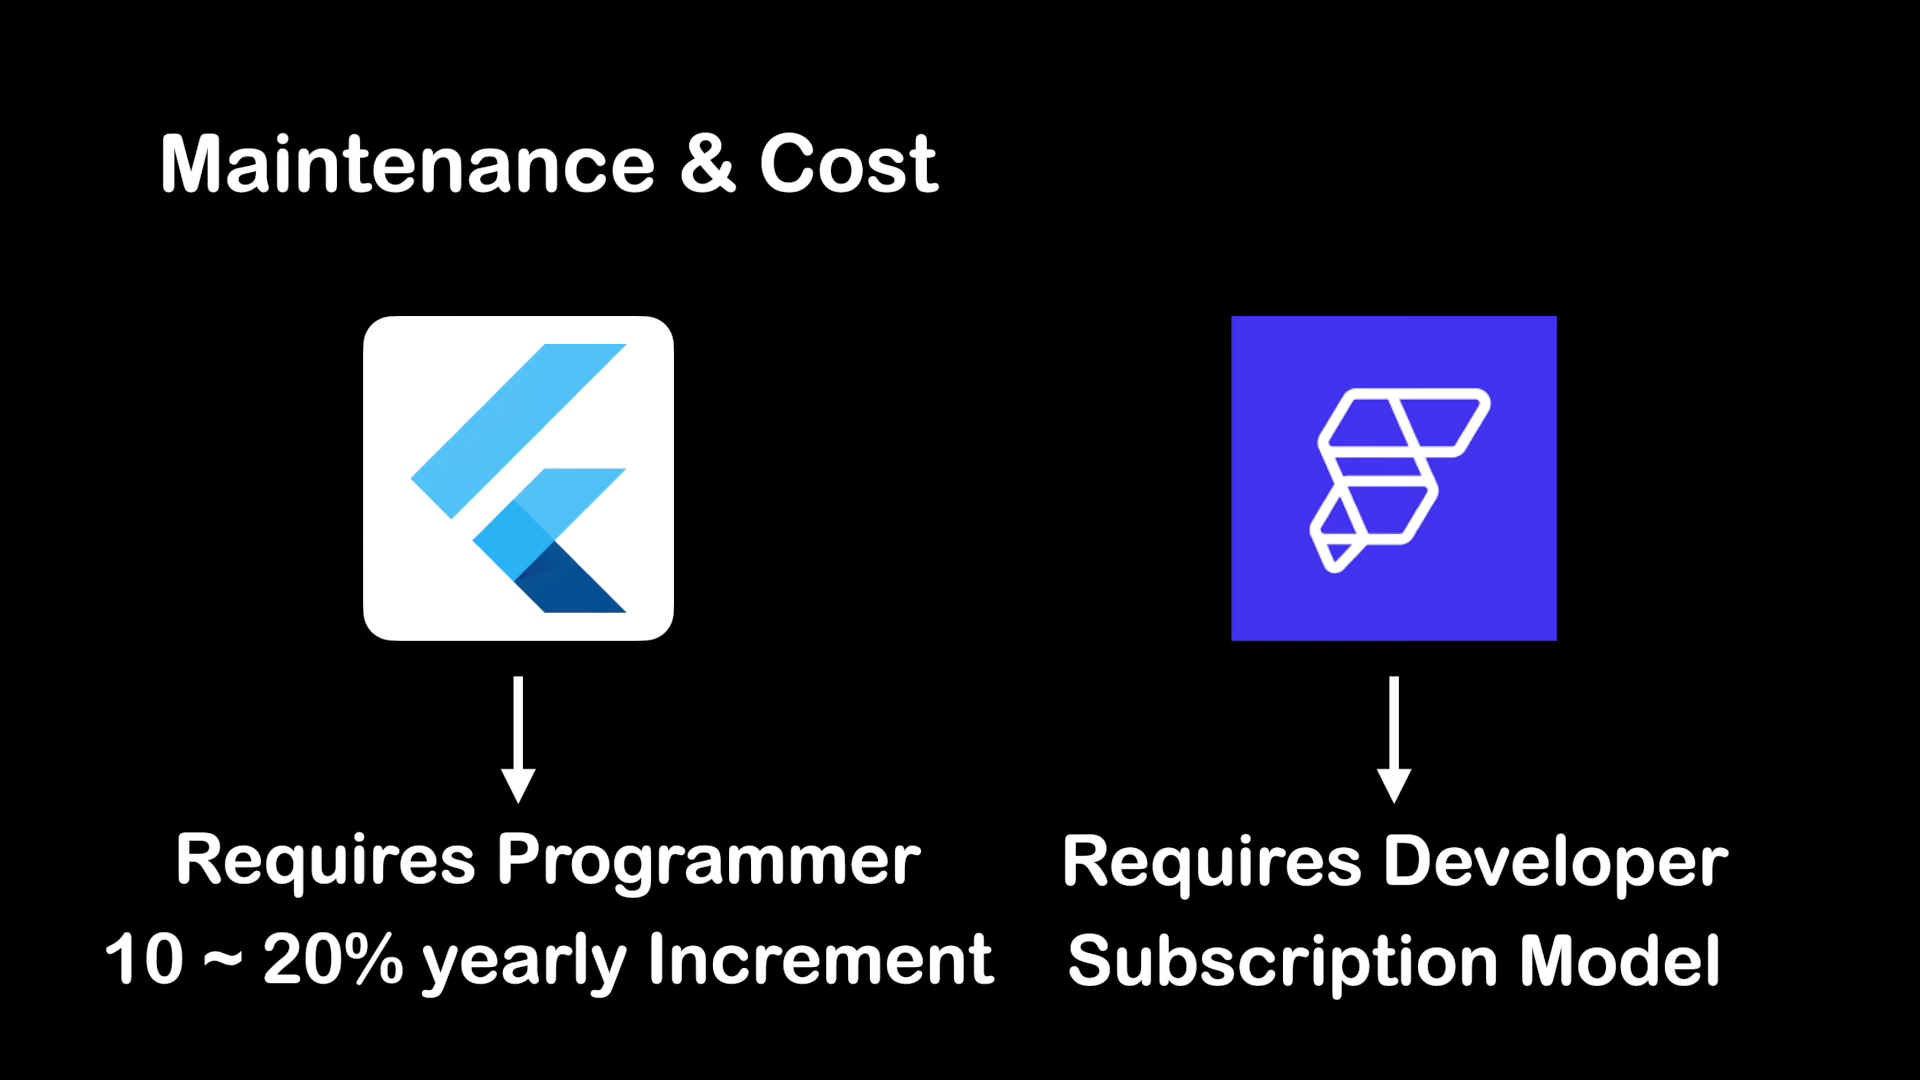 Maintenance & Cost
Requires Programmer
10 ~ 20% yearly Increment
Requires Developer
Subscription Model